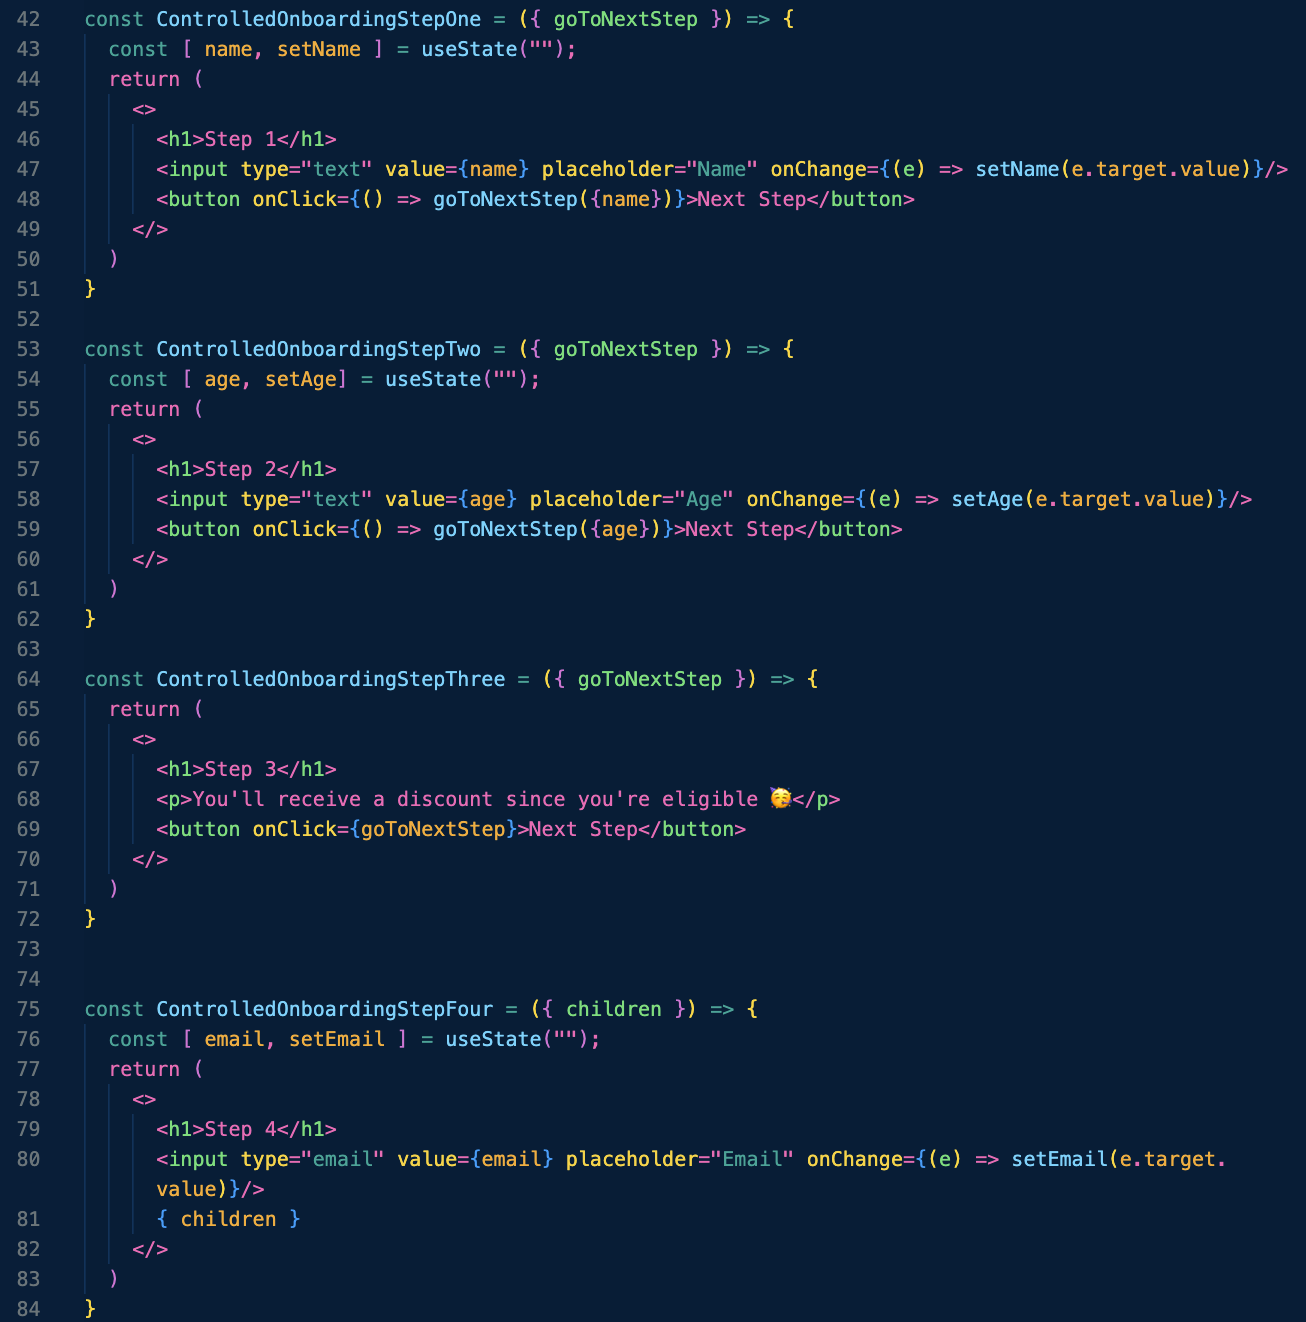 42 const ControlledOnboardingStepOne = ({ goToNextStep }) => {
43   const [ name, setName ] = useState("");
44   return (
45     <>
46       <h1>Step 1</h1>
47       <input type="text" value={name} placeholder="Name" onChange={(e) => setName(e.target.value)}/>
48       <button onClick={() => goToNextStep({name})}>Next Step</button>
49     </>
50   )
51 }
52
53 const ControlledOnboardingStepTwo = ({ goToNextStep }) => {
54   const [ age, setAge] = useState("");
55   return (
56     <>
57       <h1>Step 2</h1>
58       <input type="text" value={age} placeholder="Age" onChange={(e) => setAge(e.target.value)}/>
59       <button onClick={() => goToNextStep({age})}>Next Step</button>
60     </>
61   )
62 }
63
64 const ControlledOnboardingStepThree = ({ goToNextStep }) => {
65   return (
66     <>
67       <h1>Step 3</h1>
68       <p>You'll receive a discount since you're eligible 🥳</p>
69       <button onClick={goToNextStep}>Next Step</button>
70     </>
71   )
72 }
73
74
75 const ControlledOnboardingStepFour = ({ children }) => {
76   const [ email, setEmail ] = useState("");
77   return (
78     <>
79       <h1>Step 4</h1>
80       <input type="email" value={email} placeholder="Email" onChange={(e) => setEmail(e.target.
      value)}/>
81       { children }
82     </>
83   )
84 }